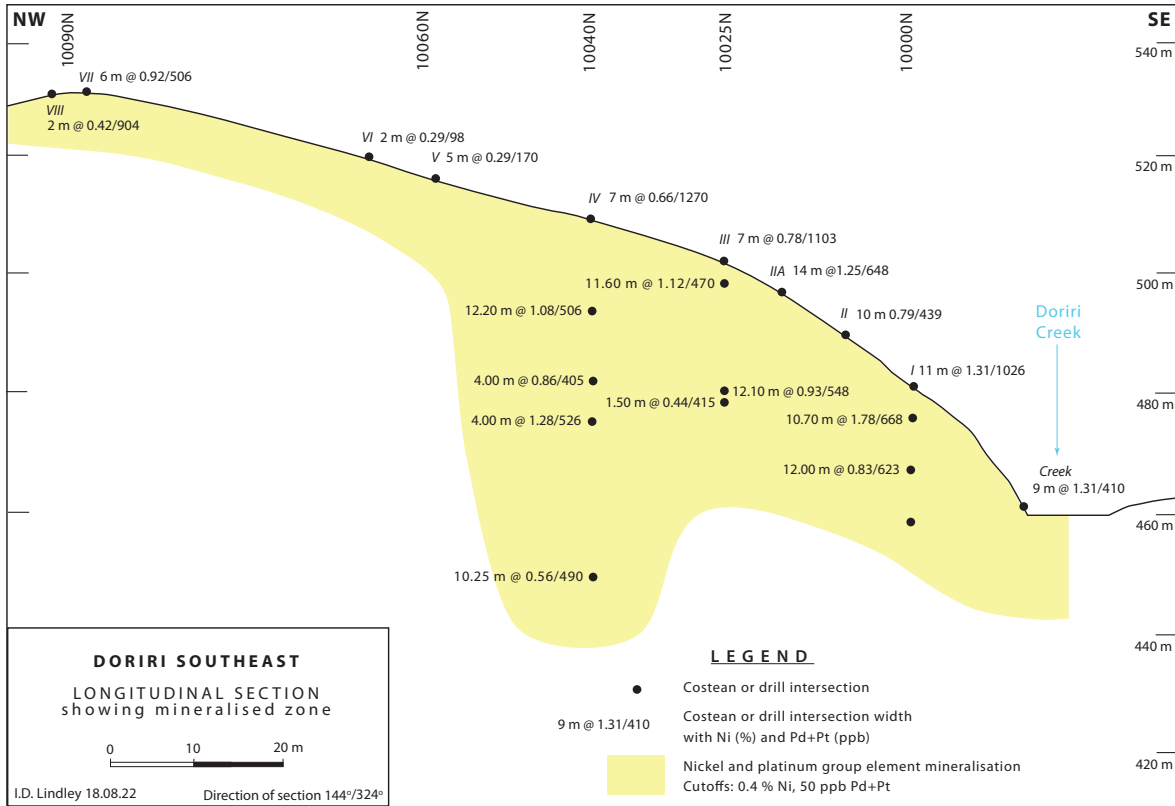 NW
10090N
10060N
10040N
10025N
10000N
SE
540 m
VII 6 m @ 0.92/506
VIII
2 m @ 0.42/904
VI 2 m @ 0.29/98
V 5 m @ 0.29/170
520 m
IV 7 m @ 0.66/1270
III 7 m @ 0.78/1103
11.60 m @ 1.12/470
IIA 14 m @1.25/648
500 m
12.20 m @ 1.08/506
II 10 m 0.79/439
Doriri
Creek
4.00 m @ 0.86/405
12.10 m @ 0.93/548
1.50 m @ 0.44/415
I 11 m @ 1.31/1026
480 m
4.00 m @ 1.28/526
10.70 m @ 1.78/668
12.00 m @ 0.83/623
Creek
9 m @ 1.31/410
460 m
10.25 m @ 0.56/490
440 m
DORIRI SOUTHEAST
LONGITUDINAL SECTION
showing mineralised zone
0 10 20 m
I.D. Lindley 18.08.22 Direction of section 144º/324º
LEGEND
Costean or drill intersection
9 m @ 1.31/410 Costean or drill intersection width
with Ni (%) and Pd+Pt (ppb)
Nickel and platinum group element mineralisation
Cutoffs: 0.4 % Ni, 50 ppb Pd+Pt
420 m